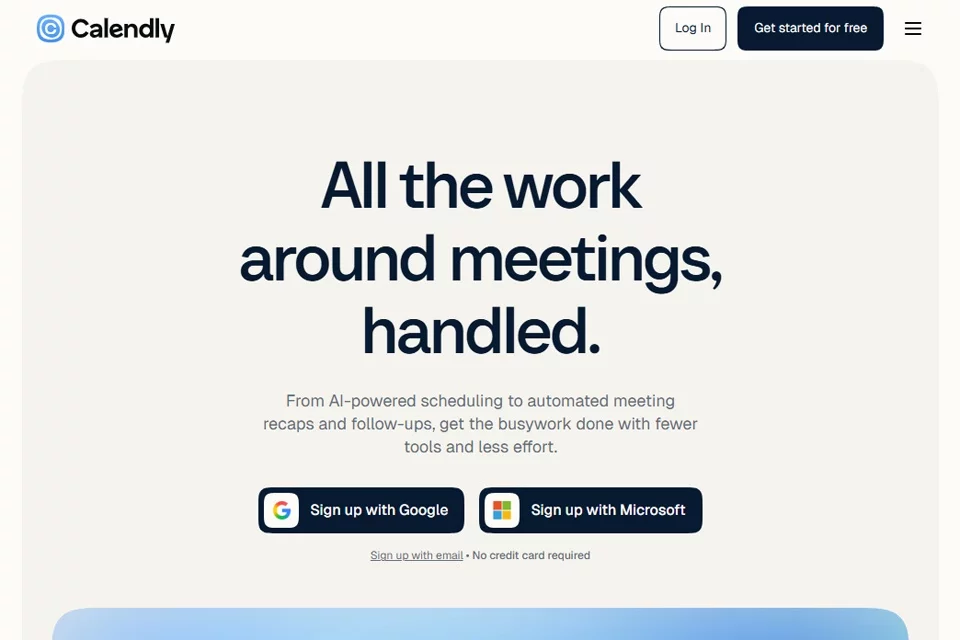 Calendly
Log In
Get started for free
All the work
around meetings,
handled.
From AI-powered scheduling to automated meeting
recaps and follow-ups, get the busywork done with fewer
tools and less effort.
Sign up with Google
Sign up with Microsoft
Sign up with email • No credit card required